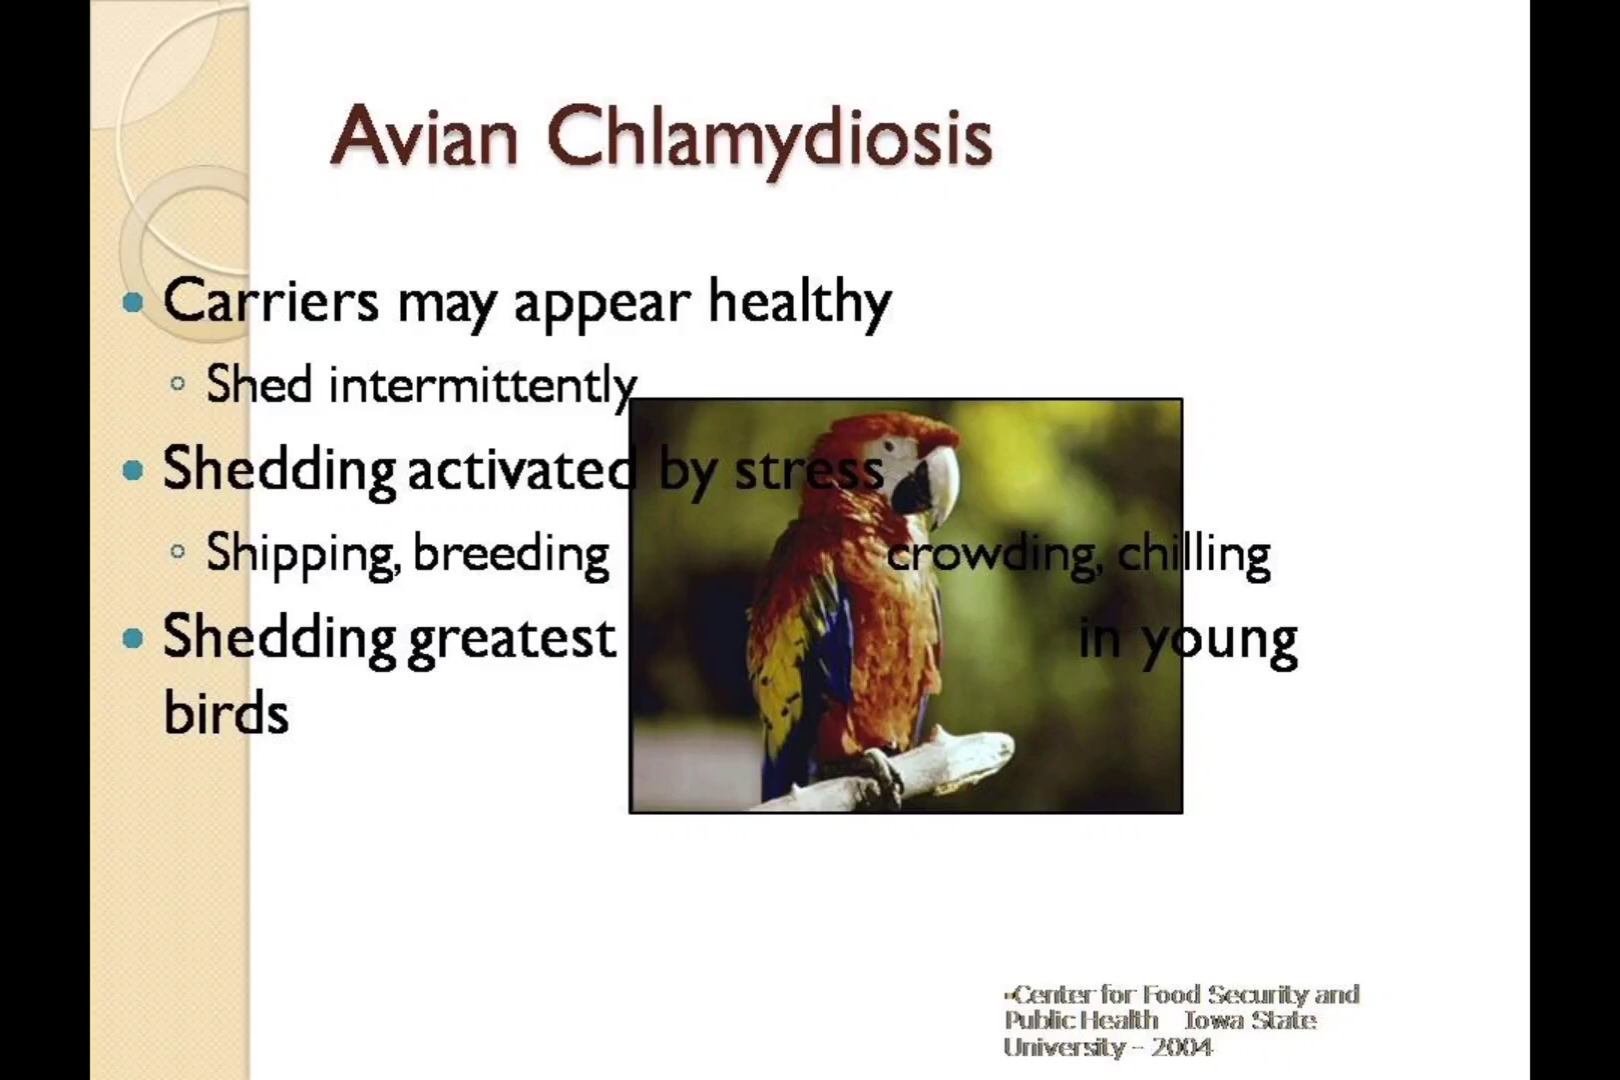 Avian Chlamydiosis
• Carriers may appear healthy
◦ Shed intermittently
• Shedding activated by stress
◦ Shipping, breeding crowding, chilling
• Shedding greatest in young
birds
•Center for Food Security and
Public Health Iowa State
University - 2004